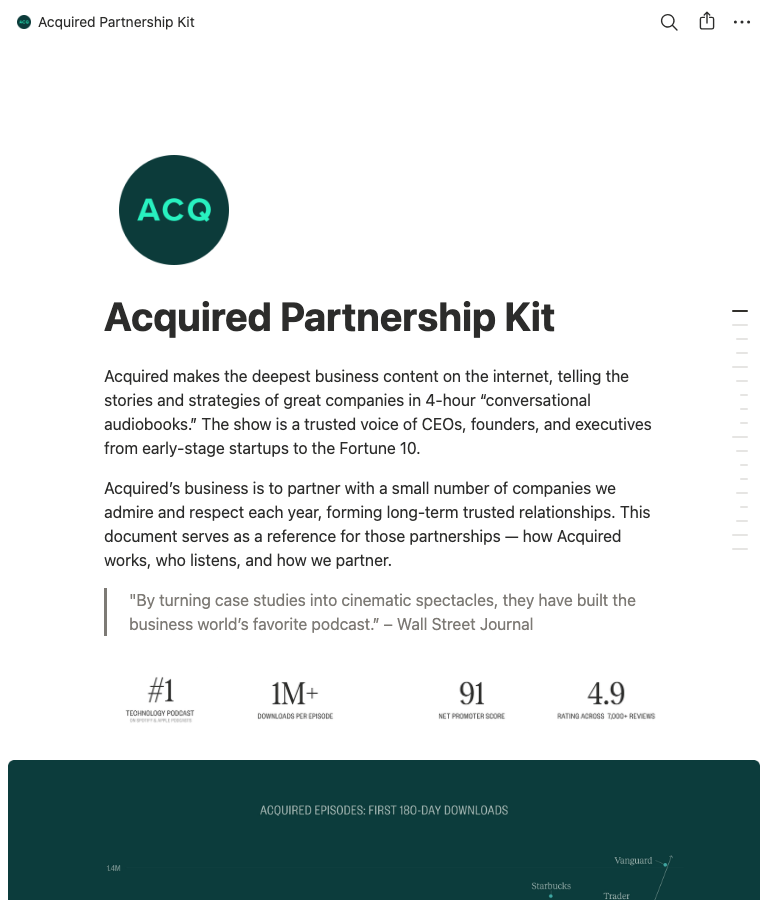 Acquired Partnership Kit
ACQ
Acquired Partnership Kit
Acquired makes the deepest business content on the internet, telling the
stories and strategies of great companies in 4-hour “conversational
audiobooks.” The show is a trusted voice of CEOs, founders, and executives
from early-stage startups to the Fortune 10.
Acquired’s business is to partner with a small number of companies we
admire and respect each year, forming long-term trusted relationships. This
document serves as a reference for those partnerships — how Acquired
works, who listens, and how we partner.
"By turning case studies into cinematic spectacles, they have built the
business world’s favorite podcast.” – Wall Street Journal
#1 1M+ 91 4.9
TECHNOLOGY PODCAST DOWNLOADS PER EPISODE NET PROMOTER SCORE RATING ACROSS 7,000+ REVIEWS
ON SPOTIFY & APPLE PODCASTS
ACQUIRED EPISODES: FIRST 180-DAY DOWNLOADS
1.4M
Vanguard
Starbucks
Trader